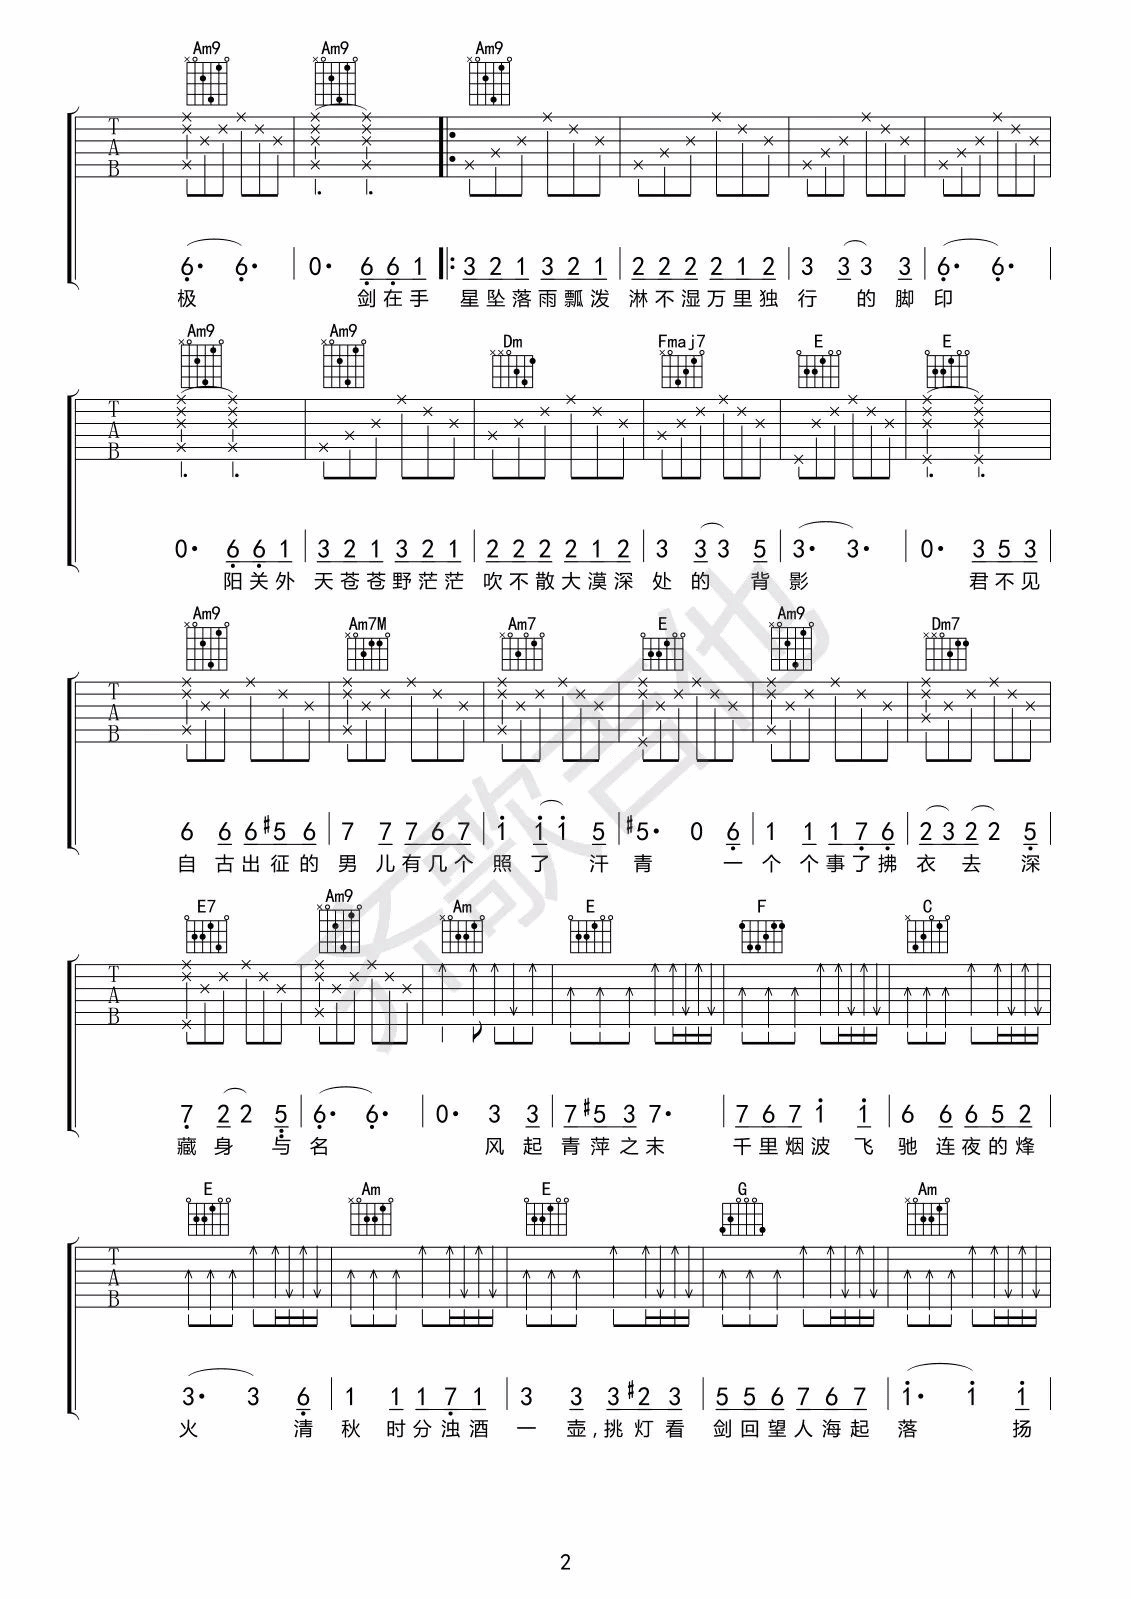 Am9 Am9 Am9
T A B
6· 6· 0· 6 6 1 3 2 1 3 2 1 2 2 2 2 1 2 3 3 3 3 6· 6·
极 剑在手 星坠落雨瓢泼 淋不湿万里独 行 的 脚 印
Am9 Am9 Dm Fmaj7 E E
T A B
0· 6 6 1 3 2 1 3 2 1 2 2 2 2 1 2 3 3 3 5 3· 3· 0· 3 5 3
阳关外 天苍苍野茫茫 吹不散大漠深 处 的 背 影 君不见
Am9 Am7M Am7 E Am9 Dm7
T A B
6 6 6 #5 6 7 7 7 6 7 1 1 1 5 #5· 0 6 1 1 1 7 6 2 3 2 2 5
自 古出征的 男 儿有几个 照 了 汗 青 一 个 个事了拂 衣 去 深
E7 Am9 Am E F C
T A B
7 2 2 5 6· 6· 0· 3 3 7 #5 3 7· 7 6 7 1 1 6 6 6 5 2
藏 身 与 名 风 起 青萍之末 千里烟波 飞 驰 连夜的烽
E Am E G Am
T A B
3· 3 6 1 1 1 7 1 3 3 3 #2 3 5 5 6 7 6 7 1· 1 1
火 清 秋 时分浊酒 一 壶,挑灯看 剑回望人海起 落 扬
齐歌吉他
2